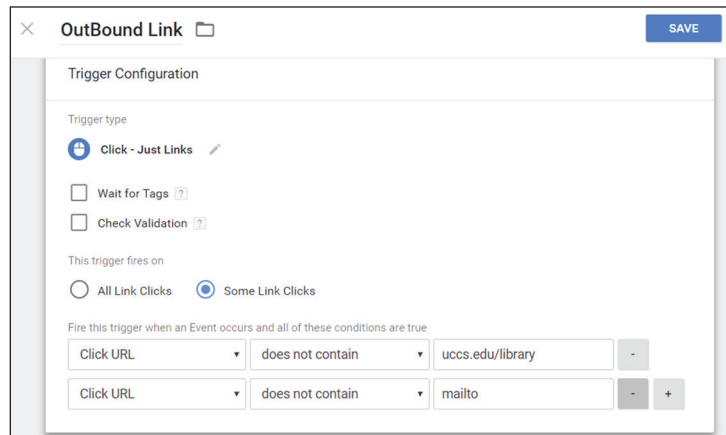 OutBound Link
SAVE
Trigger Configuration
Trigger type
Click - Just Links
Wait for Tags ?
Check Validation ?
This trigger fires on
All Link Clicks Some Link Clicks
Fire this trigger when an Event occurs and all of these conditions are true
Click URL does not contain uccs.edu/library -
Click URL does not contain mailto - +